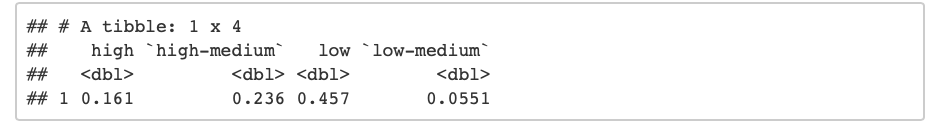 ## # A tibble: 1 x 4
##    high `high-medium`   low `low-medium`
##   <dbl>         <dbl> <dbl>        <dbl>
## 1 0.161         0.236 0.457       0.0551